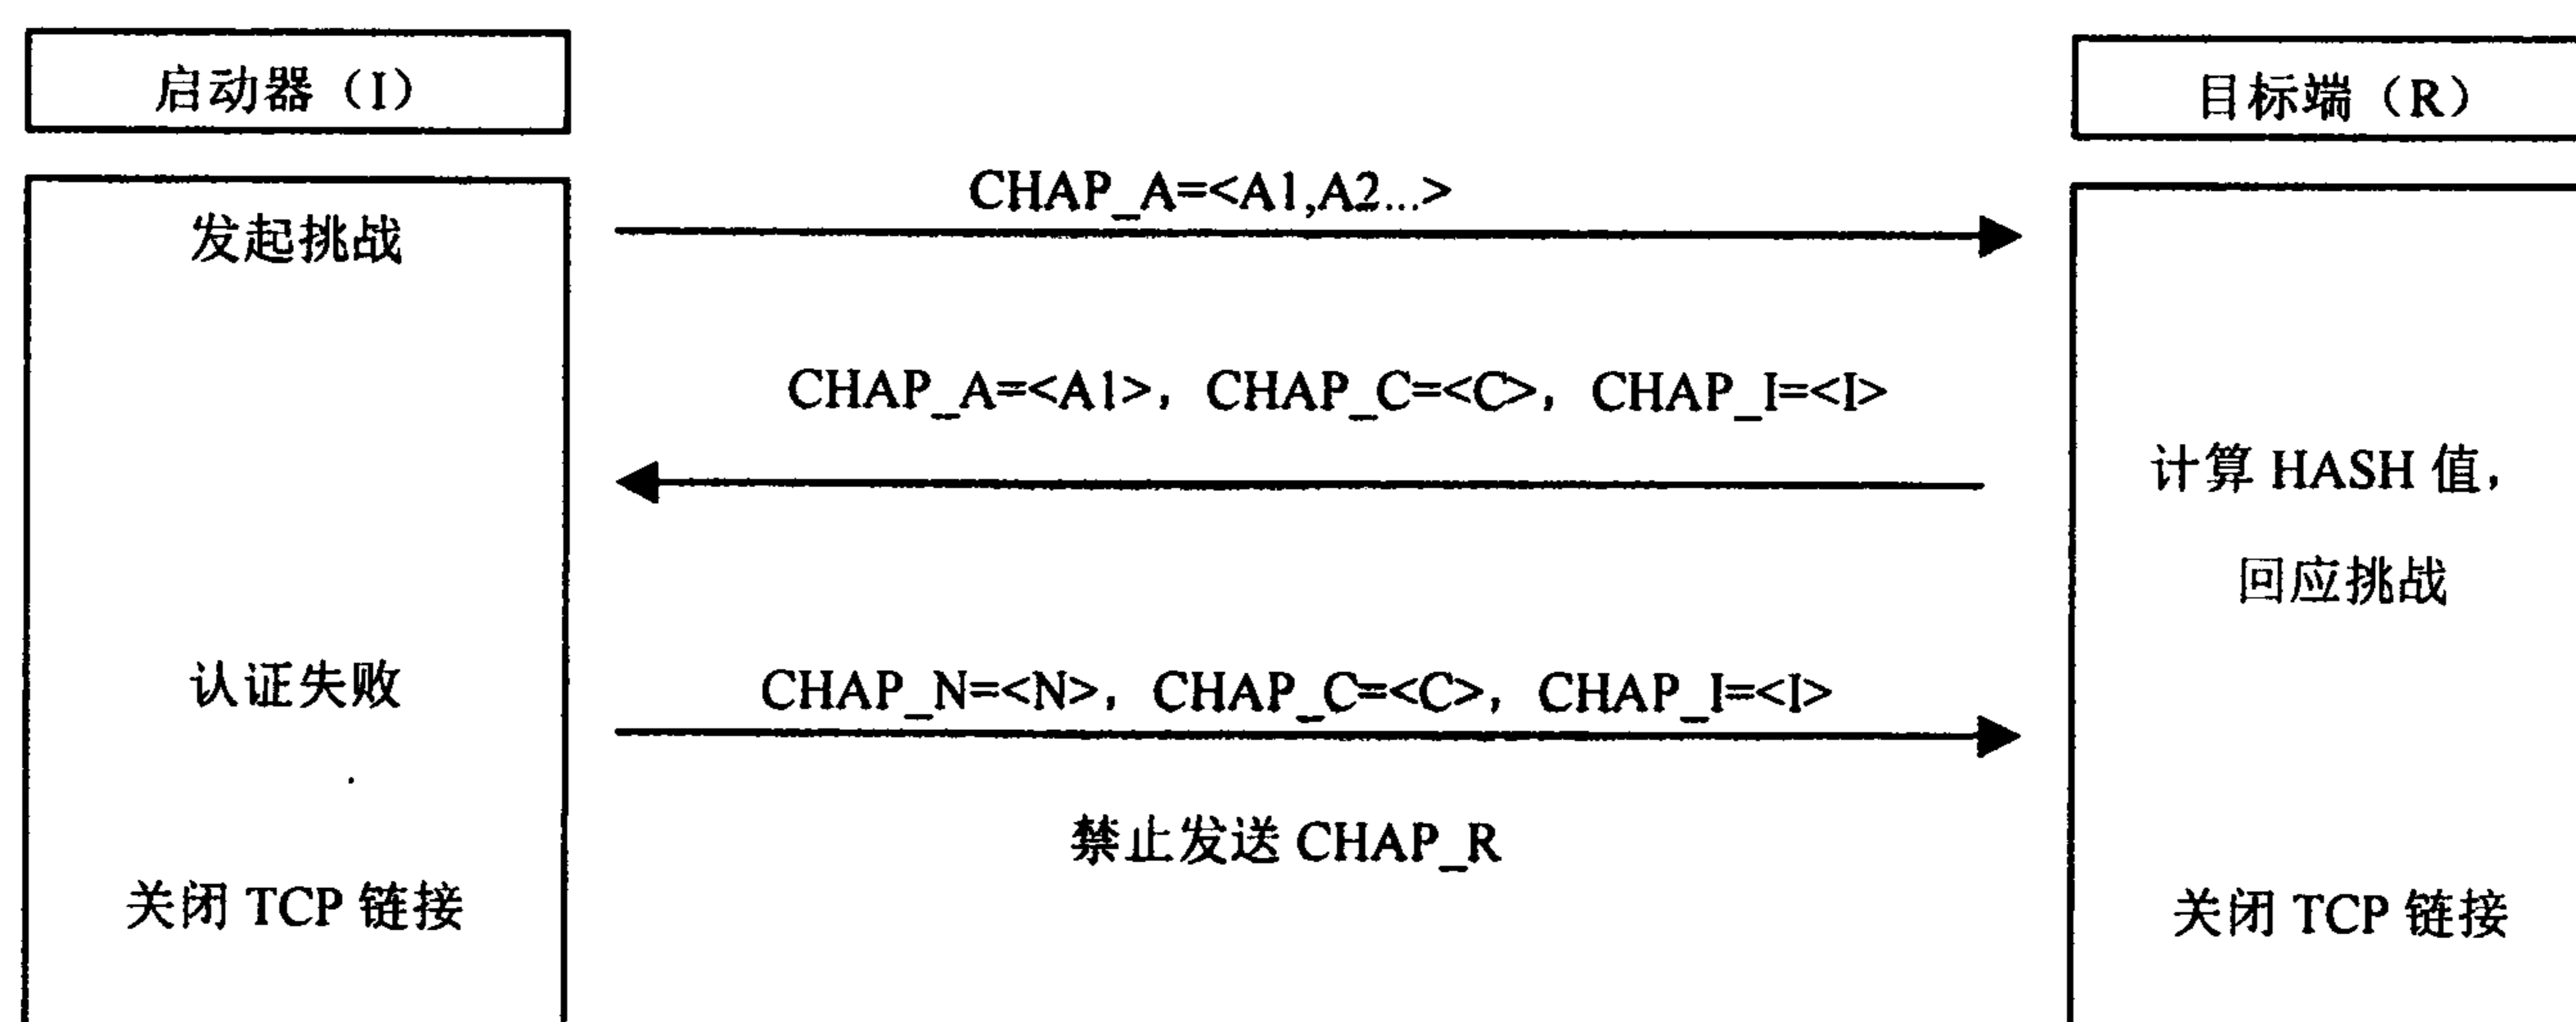 启动器（I）
目标端（R）
发起挑战
CHAP_A=<A1,A2...>
CHAP_A=<A1>，CHAP_C=<C>，CHAP_I=<I>
计算 HASH 值，
回应挑战
认证失败
CHAP_N=<N>，CHAP_C=<C>，CHAP_I=<I>
禁止发送 CHAP_R
关闭 TCP 链接
关闭 TCP 链接